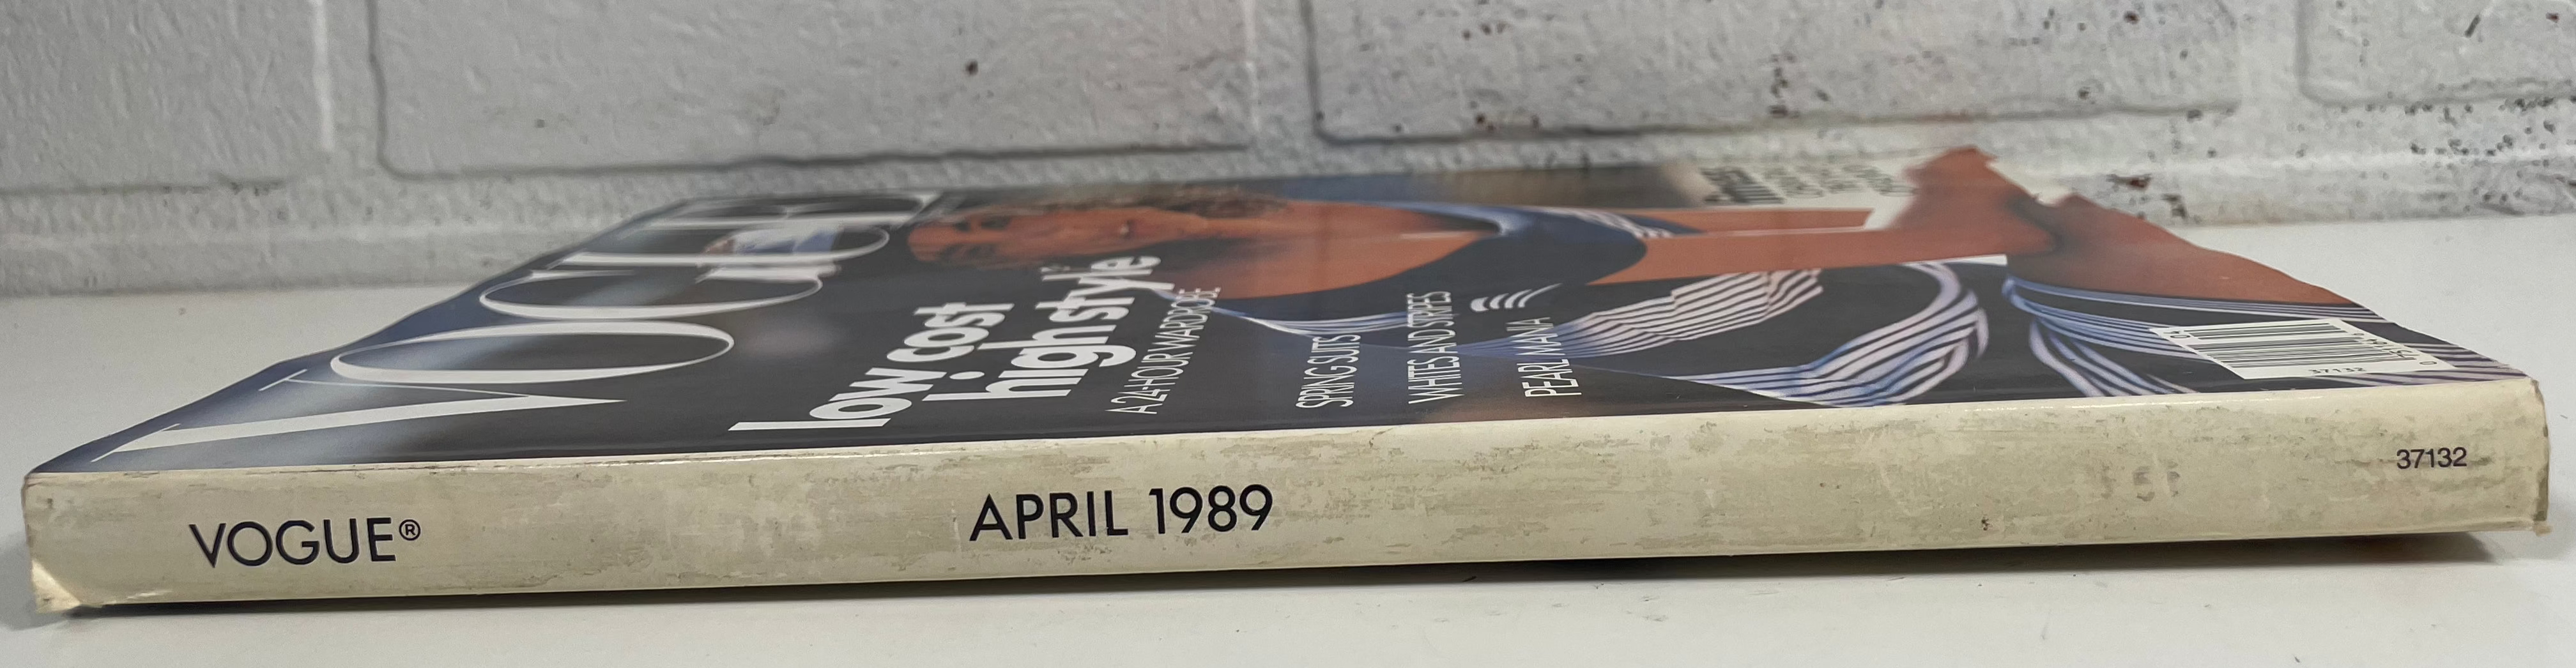 VOGUE
low cost
high style
A 24-HOUR WARDROBE
SPRING SUITS
WHITES AND STRIPES
PEARL MANIA
37132
VOGUE®
APRIL 1989
37132